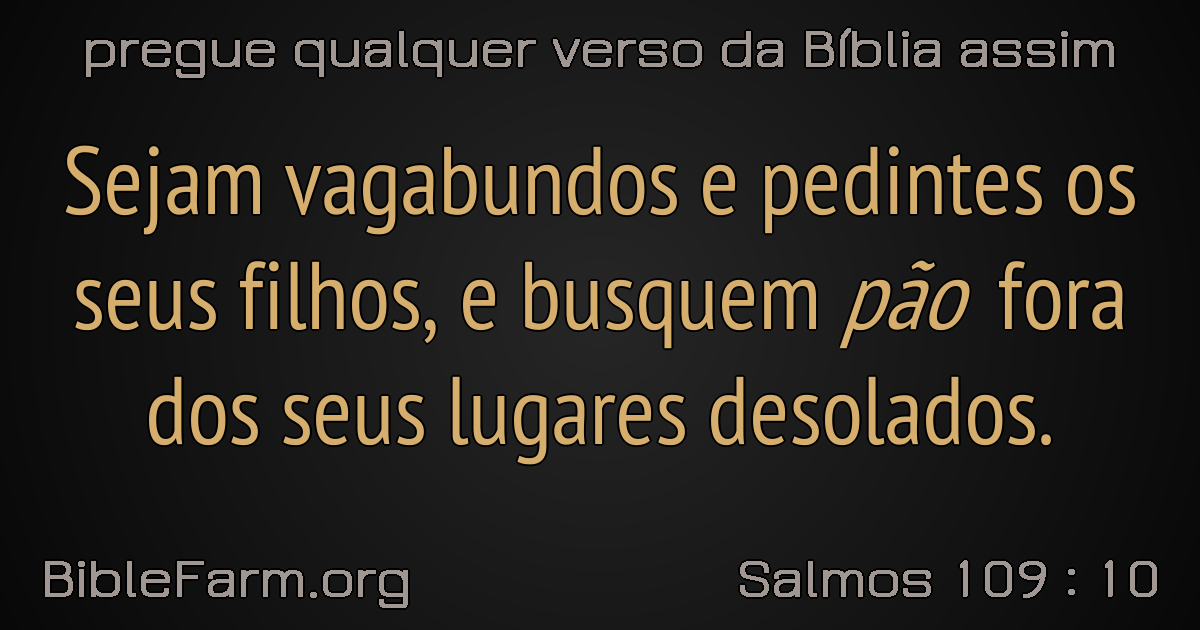 pregue qualquer verso da Bíblia assim
Sejam vagabundos e pedintes os
seus filhos, e busquem pão fora
dos seus lugares desolados.
BibleFarm.org
Salmos 109 : 10